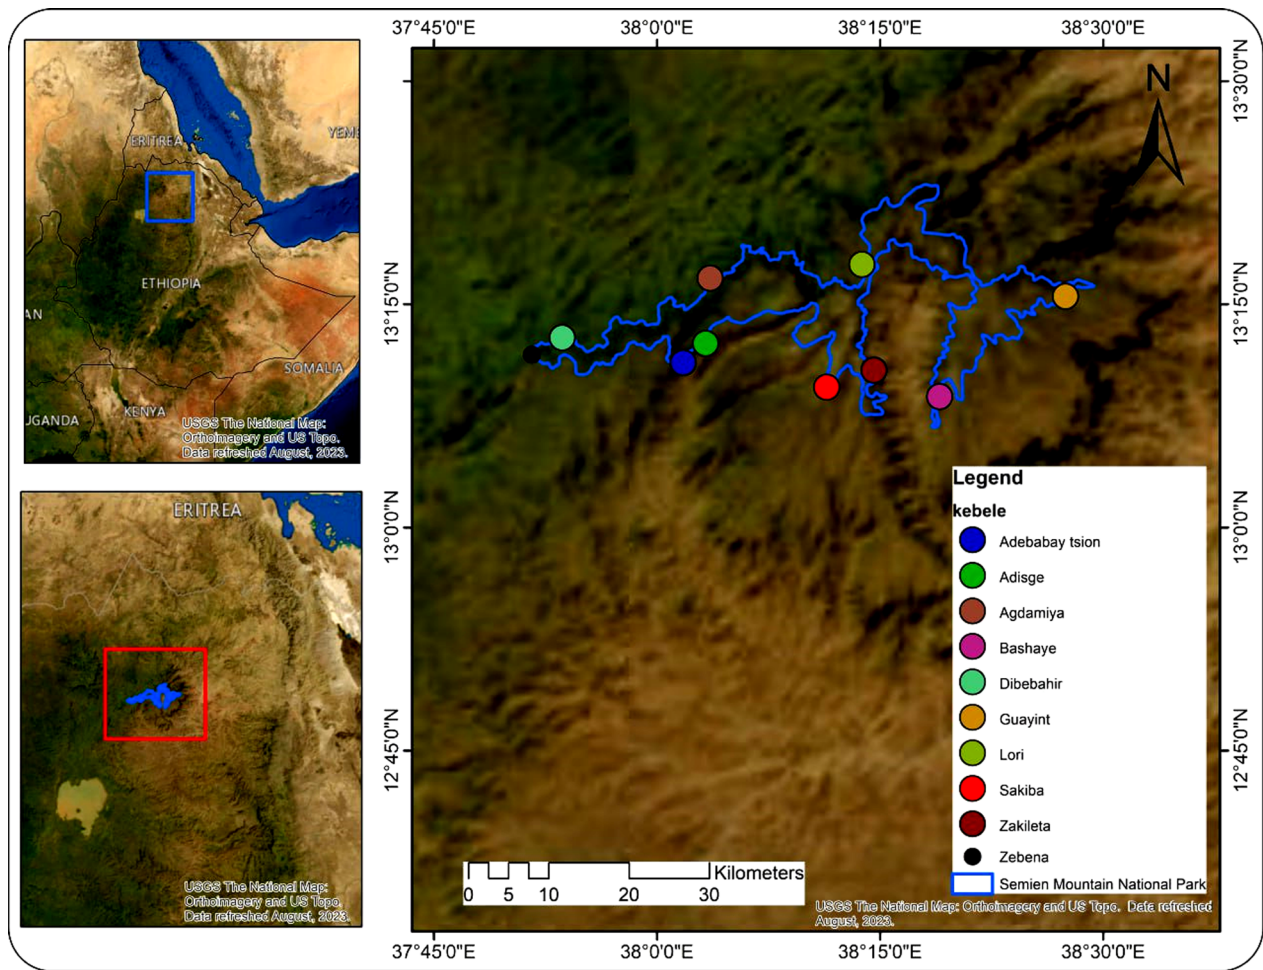 37°45'0"E
38°0'0"E
38°15'0"E
38°30'0"E
ERITREA
YEME
ETHIOPIA
AN
SOMALIA
UGANDA
KENYA
USGS The National Map:
Orthoimagery and US Topo.
Data refreshed August, 2023.
ERITREA
USGS The National Map:
Orthoimagery and US Topo.
Data refreshed August, 2023.
N
13°30'0"N
13°30'0"N
13°15'0"N
13°15'0"N
13°0'0"N
13°0'0"N
12°45'0"N
12°45'0"N
Legend
kebele
Adebabay tsion
Adisge
Agdamiya
Bashaye
Dibebahir
Guayint
Lori
Sakiba
Zakileta
Zebena
Semien Mountain National Park
Kilometers
0 5 10 20 30
USGS The National Map: Orthoimagery and US Topo. Data refreshed
August, 2023.
37°45'0"E
38°0'0"E
38°15'0"E
38°30'0"E